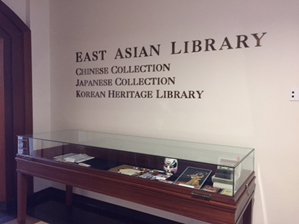 EAST ASIAN LIBRARY
CHINESE COLLECTION
JAPANESE COLLECTION
KOREAN HERITAGE LIBRARY